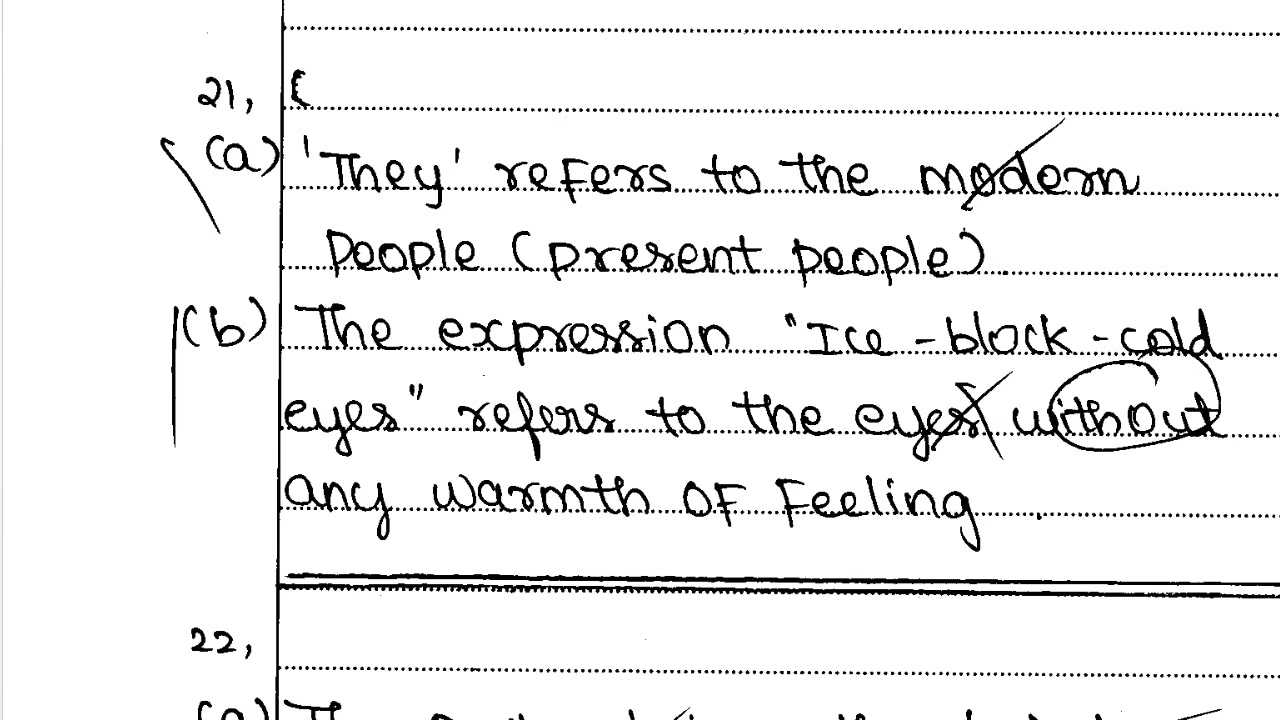 21,
(a) 'They' refers to the modern
People (present people)
(b) The expression "Ice-block-cold
eyes" refers to the eyes without
any warmth of Feeling.
22,
(a)